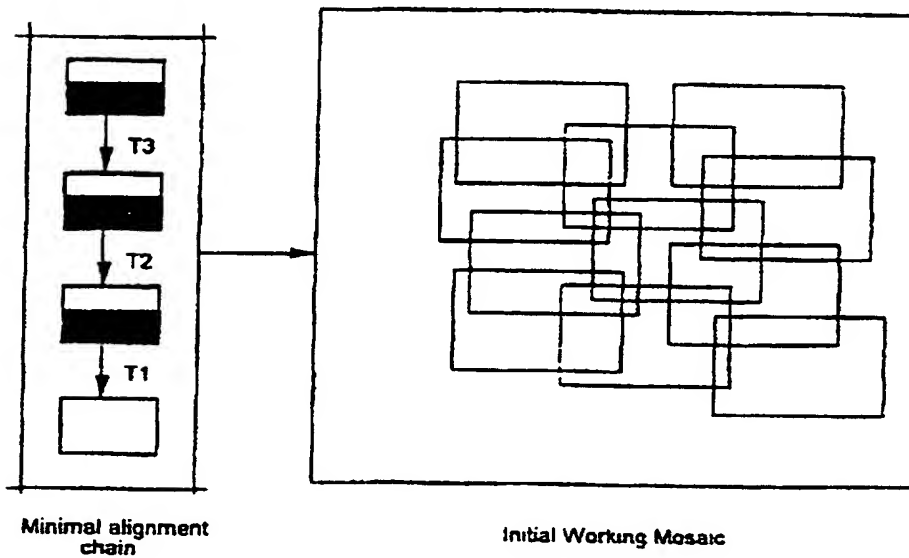 T3
T2
T1
Minimal alignment
chain
Initial Working Mosaic